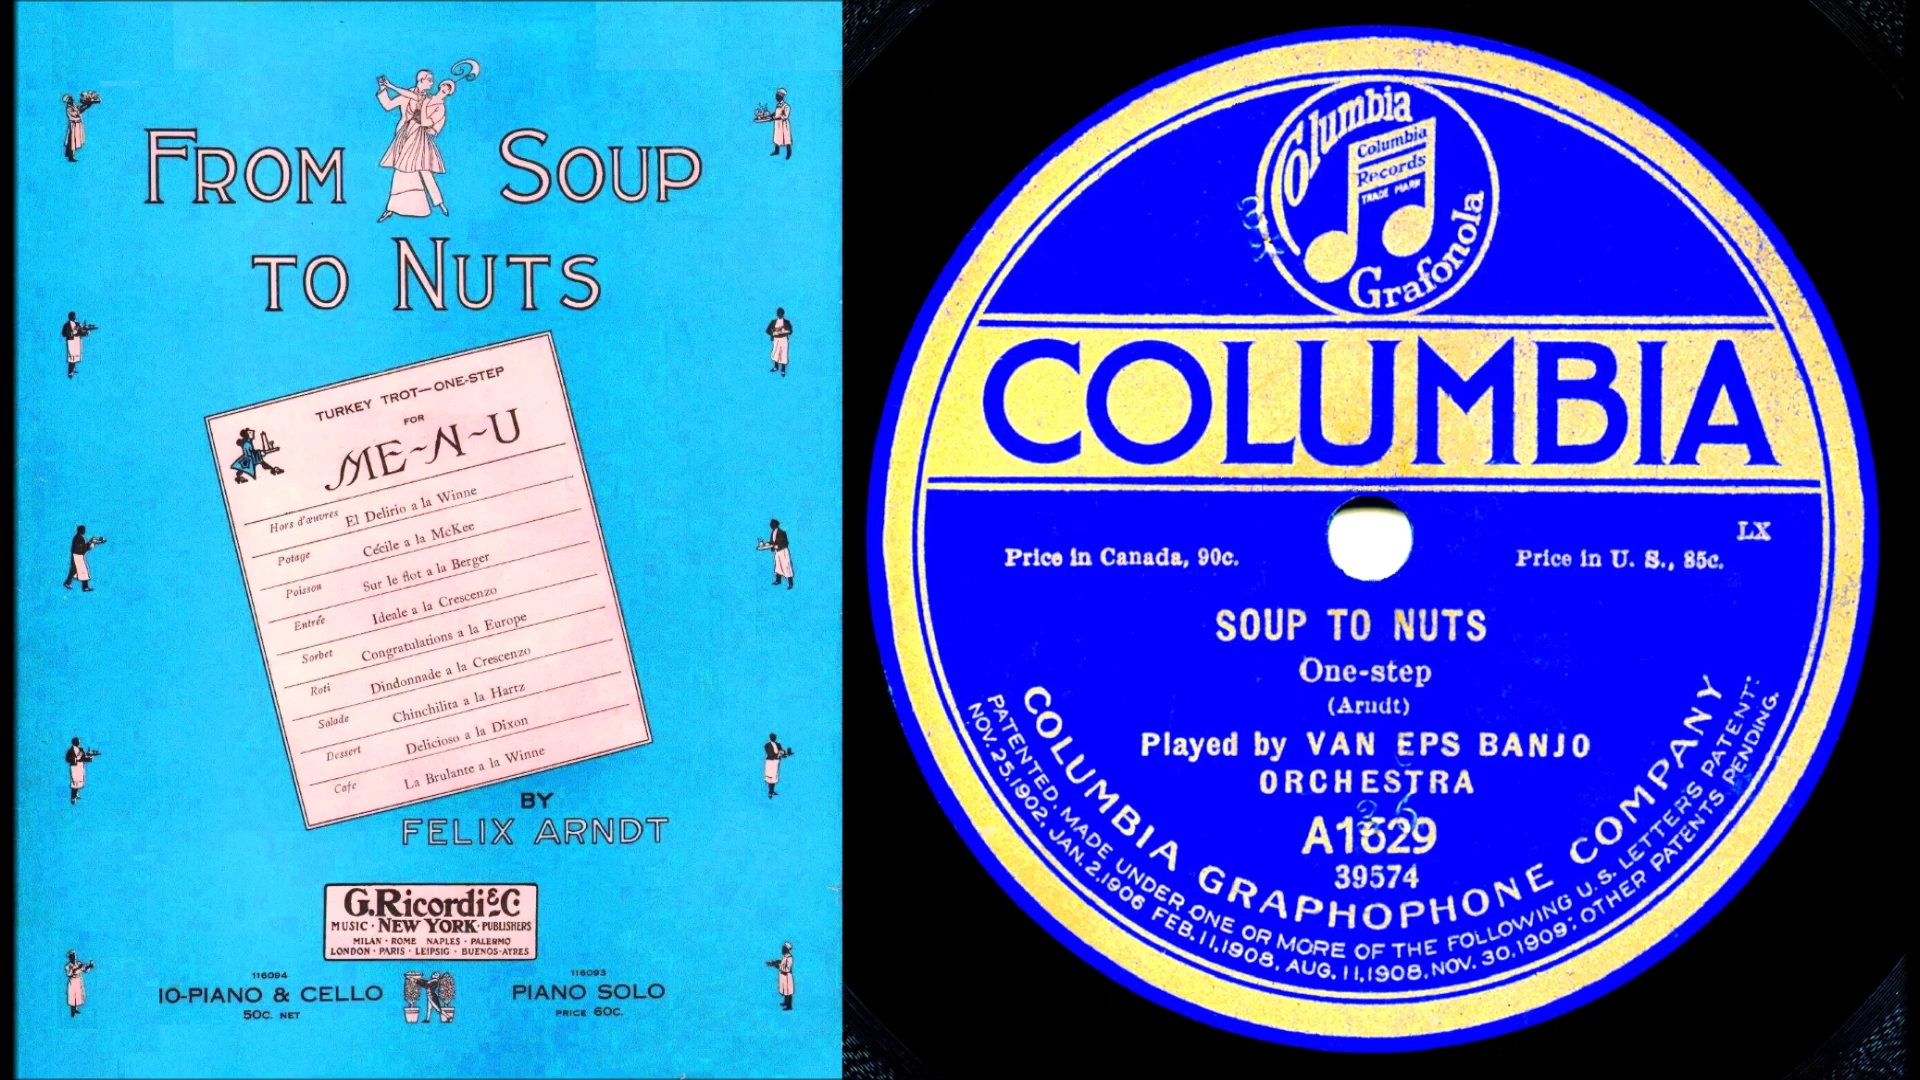 FROM SOUP
TO NUTS
TURKEY TROT—ONE-STEP
FOR
ME-N-U
Hors d'œuvres El Delirio a la Winne
Potage Cécile a la McKee
Poisson Sur le flot a la Berger
Entrée Ideale a la Crescenzo
Sorbet Congratulations a la Europe
Roti Dindonnade a la Crescenzo
Salade Chinchilita a la Hartz
Dessert Delicioso a la Dixon
Cafe La Brulante a la Winne
BY
FELIX ARNDT
G. Ricordi & C.
MUSIC · NEW YORK · PUBLISHERS
MILAN · ROME NAPLES · PALERMO
LONDON · PARIS · LEIPSIG · BUENOS-AYRES
116094
10-PIANO & CELLO
50C. NET
116093
PIANO SOLO
PRICE 60C.
Columbia
Columbia
Records
TRADE MARK
Grafonola
COLUMBIA
LX
Price in Canada, 90c.
Price in U. S., 85c.
SOUP TO NUTS
One-step
(Arndt)
Played by VAN EPS BANJO
ORCHESTRA
A1629
39574
COLUMBIA GRAPHOPHONE COMPANY
PATENTED. MADE UNDER ONE OR MORE OF THE FOLLOWING U.S. LETTERS PATENT:
NOV. 25, 1902, JAN. 2, 1906 FEB. 11, 1908, AUG. 11, 1908, NOV. 30, 1909; OTHER PATENTS PENDING.